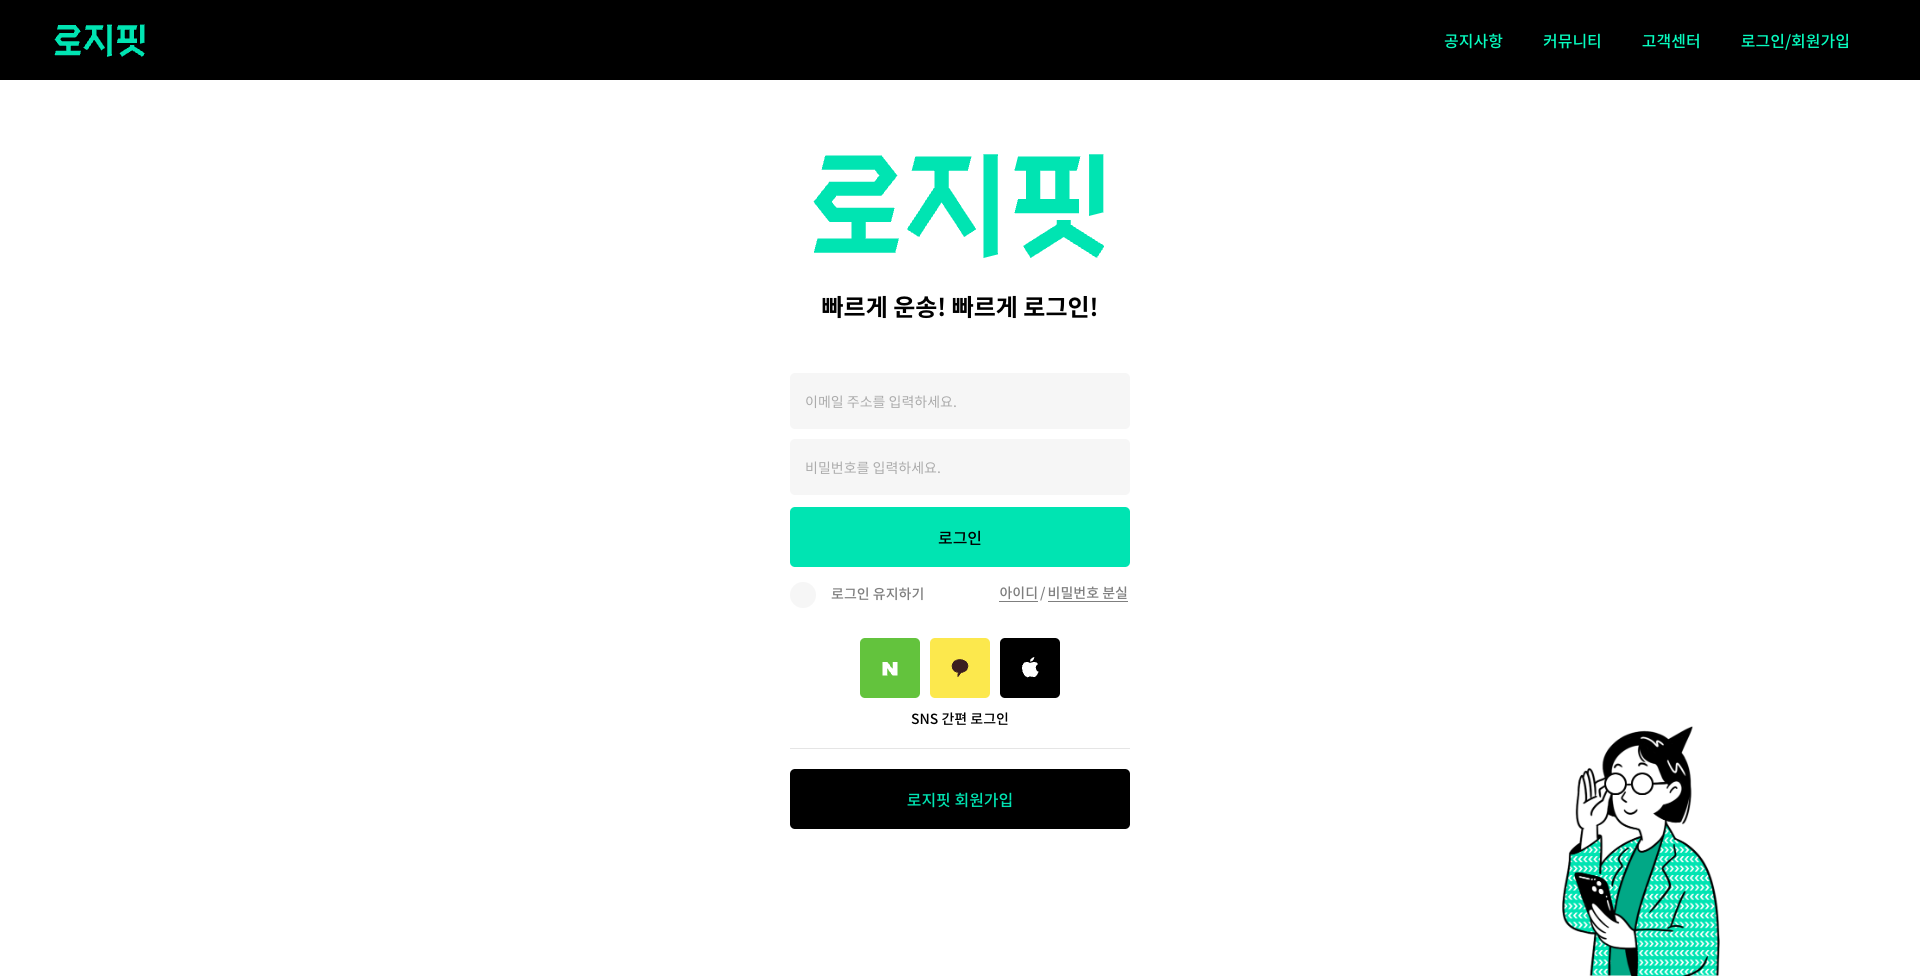 로지핏
공지사항 커뮤니티 고객센터 로그인/회원가입
로지핏
빠르게 운송! 빠르게 로그인!
이메일 주소를 입력하세요.
비밀번호를 입력하세요.
로그인
로그인 유지하기 아이디 / 비밀번호 분실
N
SNS 간편 로그인
로지핏 회원가입